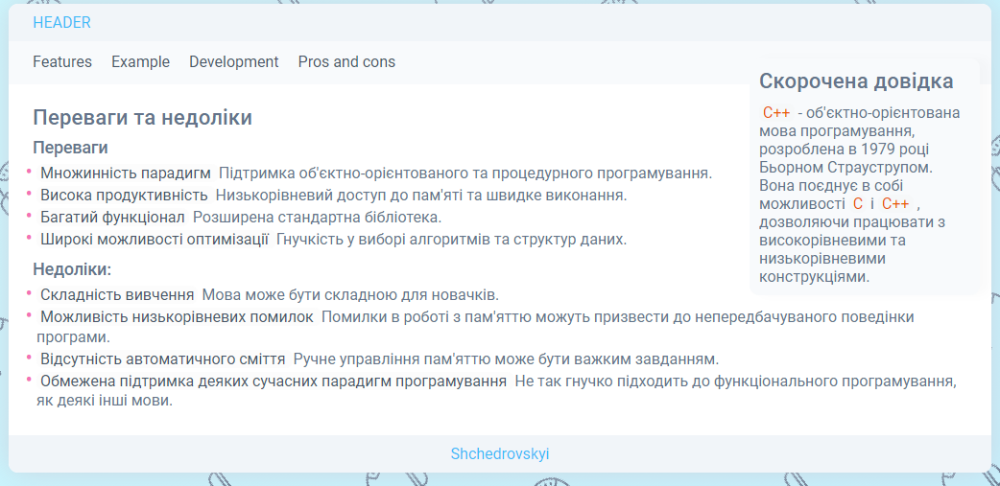 HEADER
Features Example Development Pros and cons
Переваги та недоліки
Переваги
Множинність парадигм Підтримка об'єктно-орієнтованого та процедурного програмування.
Висока продуктивність Низькорівневий доступ до пам'яті та швидке виконання.
Багатий функціонал Розширена стандартна бібліотека.
Широкі можливості оптимізації Гнучкість у виборі алгоритмів та структур даних.
Недоліки:
Складність вивчення Мова може бути складною для новачків.
Можливість низькорівневих помилок Помилки в роботі з пам'яттю можуть призвести до непередбачуваного поведінки
програми.
Відсутність автоматичного сміття Ручне управління пам'яттю може бути важким завданням.
Обмежена підтримка деяких сучасних парадигм програмування Не так гнучко підходить до функціонального програмування,
як деякі інші мови.
Скорочена довідка
C++ - об'єктно-орієнтована
мова програмування,
розроблена в 1979 році
Бьорном Страуструпом.
Вона поєднує в собі
можливості C і C++ ,
дозволяючи працювати з
високорівневими та
низькорівневими
конструкціями.
Shchedrovskyi